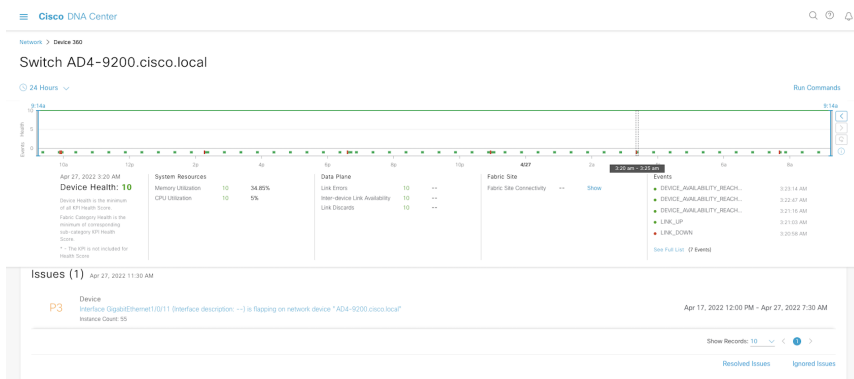 Cisco DNA Center
Network > Device 360
Switch AD4-9200.cisco.local
24 Hours
Run Commands
9:14a
9:14a
10
5
0
Health
Events
10a
12p
2p
4p
6p
8p
10p
4/27
2a
6a
8a
3:20 am - 3:25 am
Apr 27, 2022 3:20 AM
Device Health: 10
Device Health is the minimum
of all KPI Health Score.
Fabric Category Health is the
minimum of corresponding
sub-category KPI Health
Score.
* - This KPI is not included for
Health Score
System Resources
Memory Utilization 10 34.85%
CPU Utilization 10 5%
Data Plane
Link Errors 10 --
Inter-device Link Availability 10 --
Link Discards 10 --
Fabric Site
Fabric Site Connectivity -- Show
Events
DEVICE_AVAILABILITY_REACH... 3:23:14 AM
DEVICE_AVAILABILITY_REACH... 3:22:47 AM
DEVICE_AVAILABILITY_REACH... 3:21:15 AM
LINK_UP 3:21:03 AM
LINK_DOWN 3:20:58 AM
See Full List (7 Events)
Issues (1) Apr 27, 2022 11:30 AM
P3
Device
Interface GigabitEthernet1/0/11 (Interface description: --) is flapping on network device "AD4-9200.cisco.local"
Instance Count: 55
Apr 17, 2022 12:00 PM - Apr 27, 2022 7:30 AM
Show Records: 10 < 1 >
Resolved Issues Ignored Issues